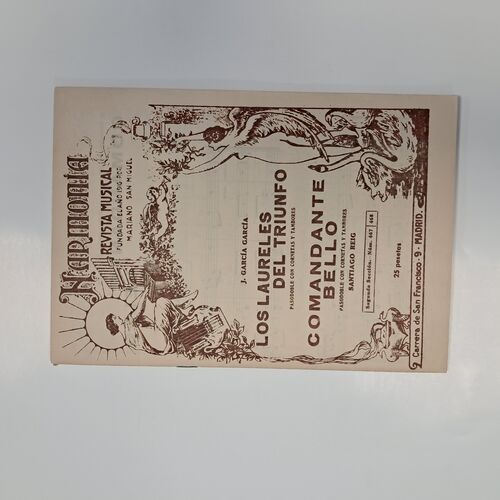 HARMONÍA
REVISTA MUSICAL
FUNDADA EL AÑO 1916 POR
MARIANO SAN MIGUEL
J. GARCÍA GARCÍA
LOS LAURELES
DEL TRIUNFO
PASODOBLE CON CORNETAS Y TAMBORES
COMANDANTE
BELLO
PASODOBLE CON CORNETAS Y TAMBORES
SANTIAGO REIG
Segunda Sección. Núm. 467 468
25 pesetas
Carrera de San Francisco - 9 - MADRID.